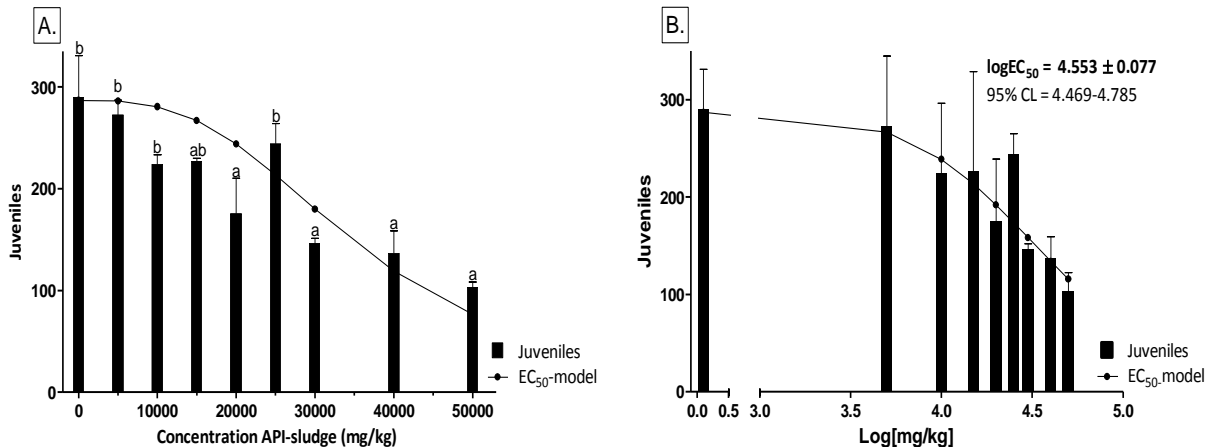 A.
Juveniles
300
200
100
0
b
b
b
ab
a
b
a
a
a
0 10000 20000 30000 40000 50000
Concentration API-sludge (mg/kg)
Juveniles
EC₅₀-model
B.
Juveniles
300
200
100
0
logEC₅₀ = 4.553 ± 0.077
95% CL = 4.469-4.785
0.0 0.5 3.0 3.5 4.0 4.5 5.0
Log[mg/kg]
Juveniles
EC₅₀-model